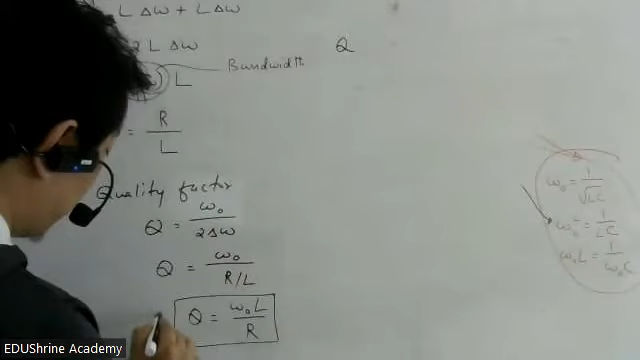 L Δω + L Δω
2 L Δω
Bandwidth
L
= R / L
Quality factor
Q = ω₀ / 2Δω
Q = ω₀ / R/L
Q = ω₀L / R
Q
ω₀ = 1 / √LC
ω₀² = 1 / LC
ω₀L = 1 / ω₀C
EDUShrine Academy